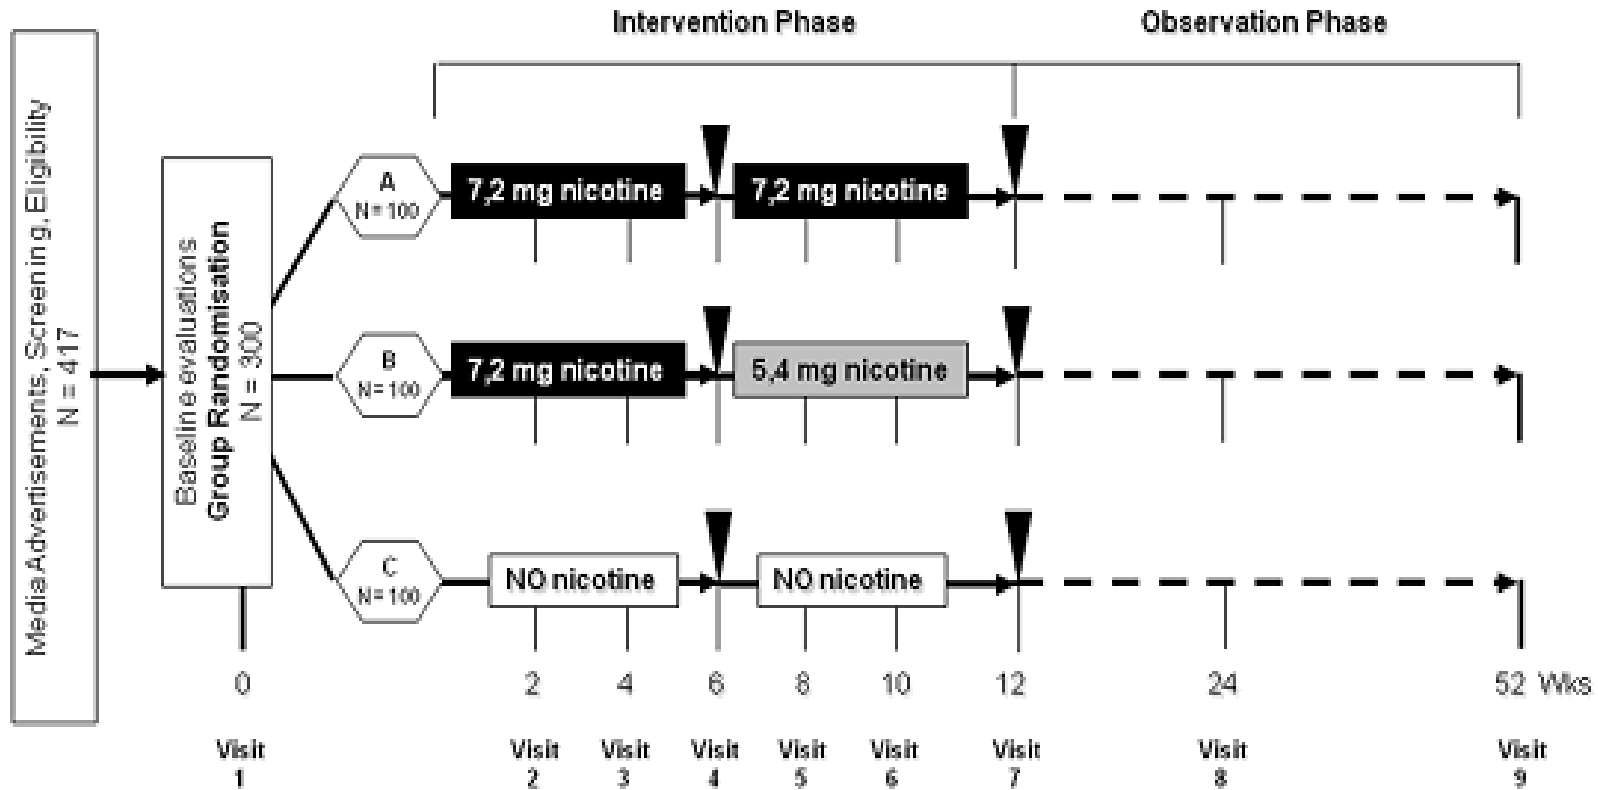 Intervention Phase
Observation Phase
Media Advertisements, Screening, Eligibility
N = 417
Baseline evaluations
Group Randomisation
N = 300
A
N = 100
7,2 mg nicotine
7,2 mg nicotine
B
N = 100
7,2 mg nicotine
5,4 mg nicotine
C
N = 100
NO nicotine
NO nicotine
0 2 4 6 8 10 12 24 52 Wks
Visit Visit Visit Visit Visit Visit Visit Visit Visit
1 2 3 4 5 6 7 8 9